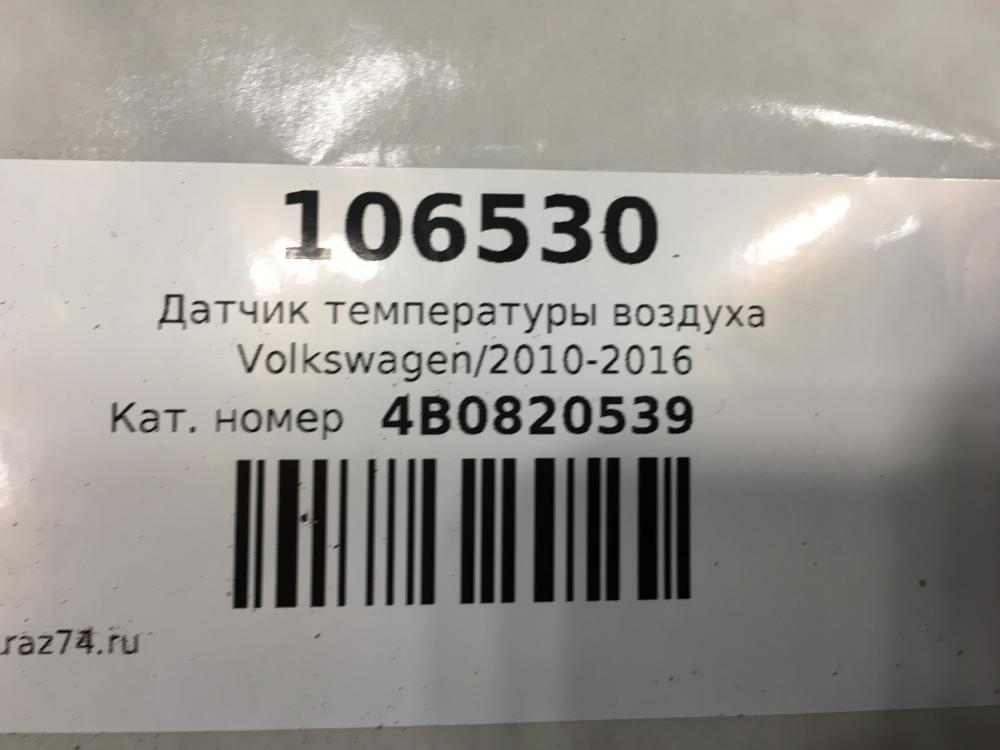 106530
Датчик температуры воздуха
Volkswagen/2010-2016
Кат. номер 4B0820539
raz74.ru